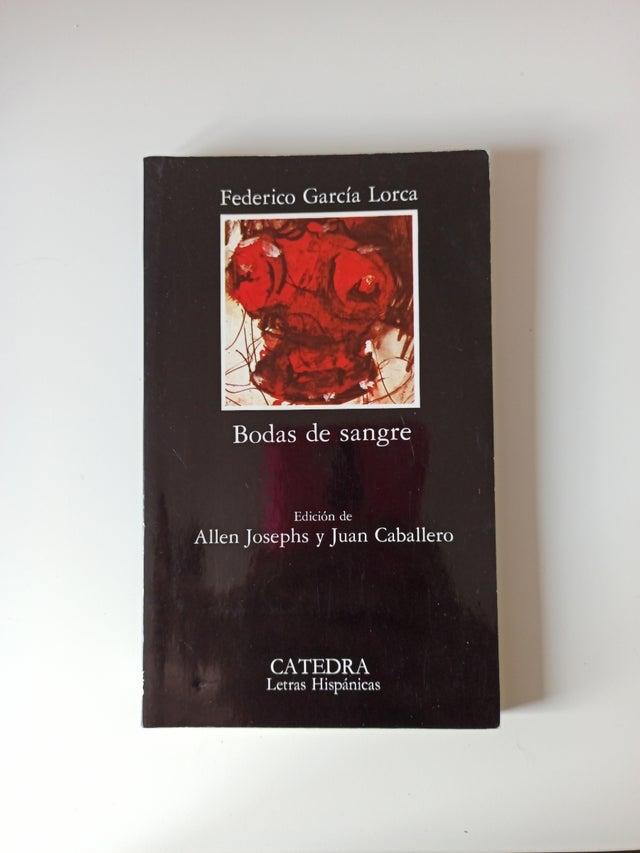 Federico García Lorca
Bodas de sangre
Edición de
Allen Josephs y Juan Caballero
CATEDRA
Letras Hispánicas